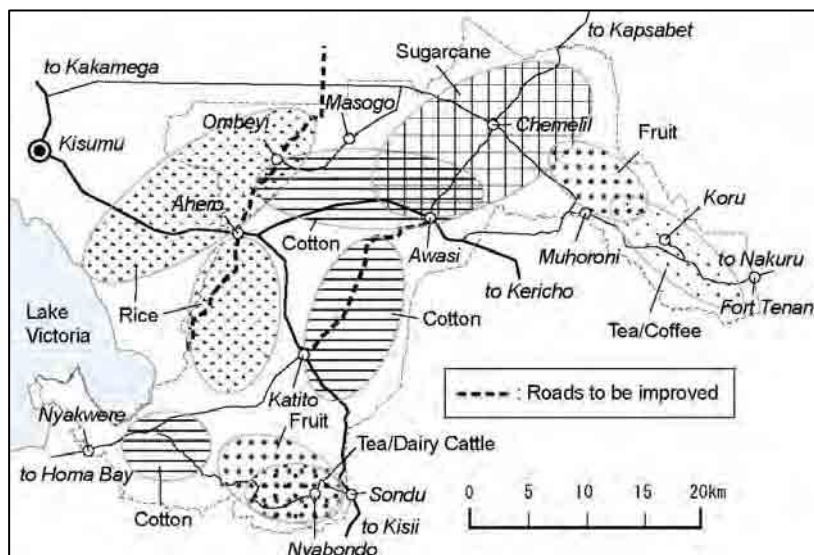 to Kapsabet
Sugarcane
to Kakamega
Masogo
Ombeyi
Chemelil
Kisumu
Fruit
Ahero
Koru
Cotton
Awasi
Muhoroni
to Nakuru
to Kericho
Fort Tenan
Lake
Victoria
Rice
Cotton
Tea/Coffee
: Roads to be improved
Katito
Nyakwere
Fruit
Tea/Dairy Cattle
to Homa Bay
Sondu
0 5 10 15 20km
Cotton
to Kisii
Nyabondo